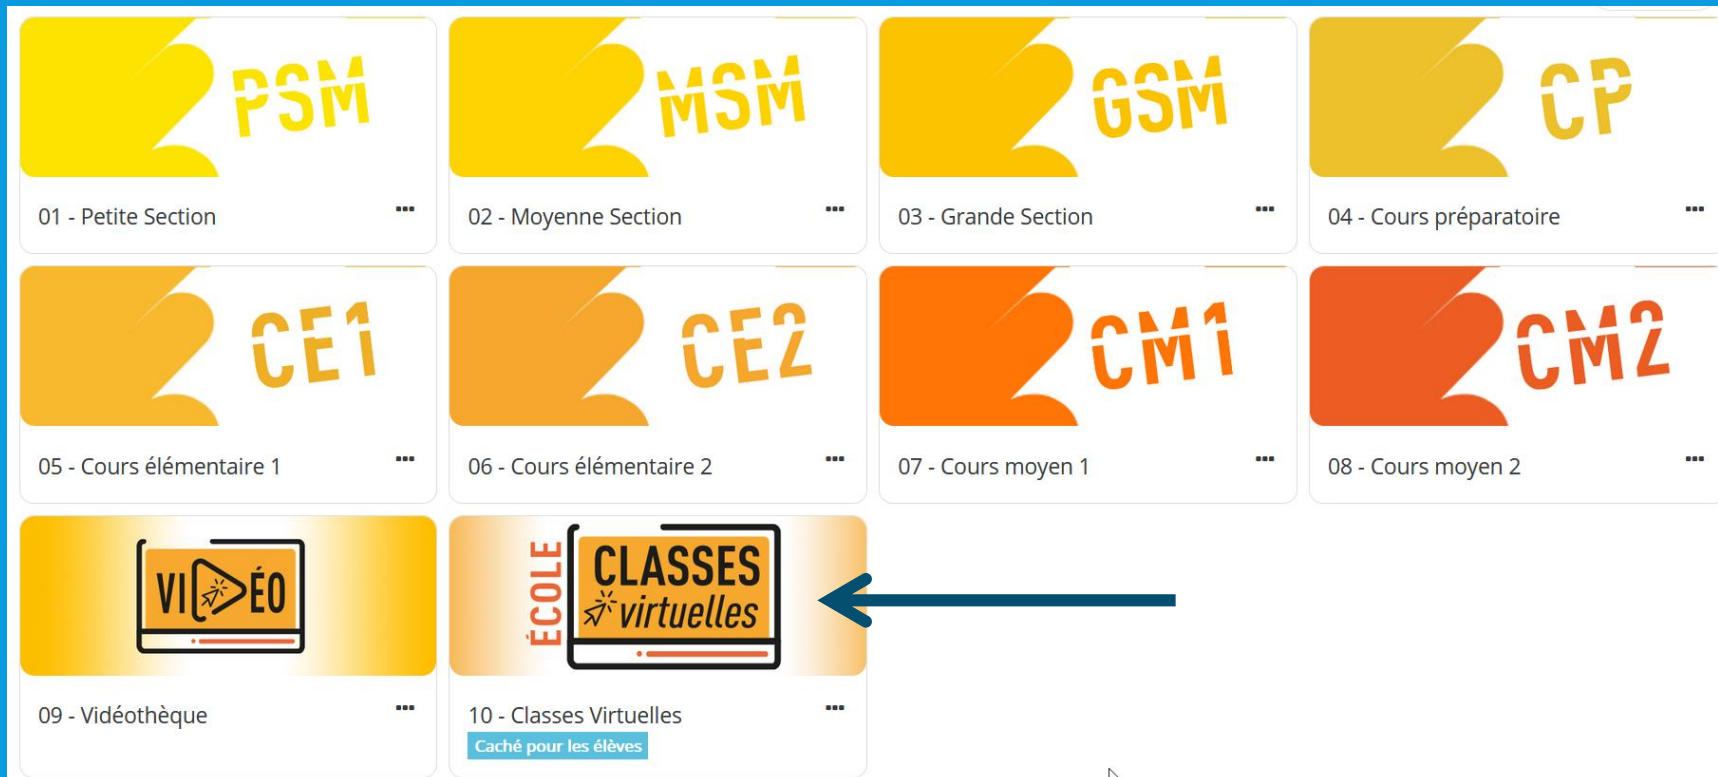 PSM
MSM
GSM
CP
01 - Petite Section
02 - Moyenne Section
03 - Grande Section
04 - Cours préparatoire
CE1
CE2
CM1
CM2
05 - Cours élémentaire 1
06 - Cours élémentaire 2
07 - Cours moyen 1
08 - Cours moyen 2
VIDÉO
ÉCOLE
CLASSES
virtuelles
09 - Vidéothèque
10 - Classes Virtuelles
Caché pour les élèves